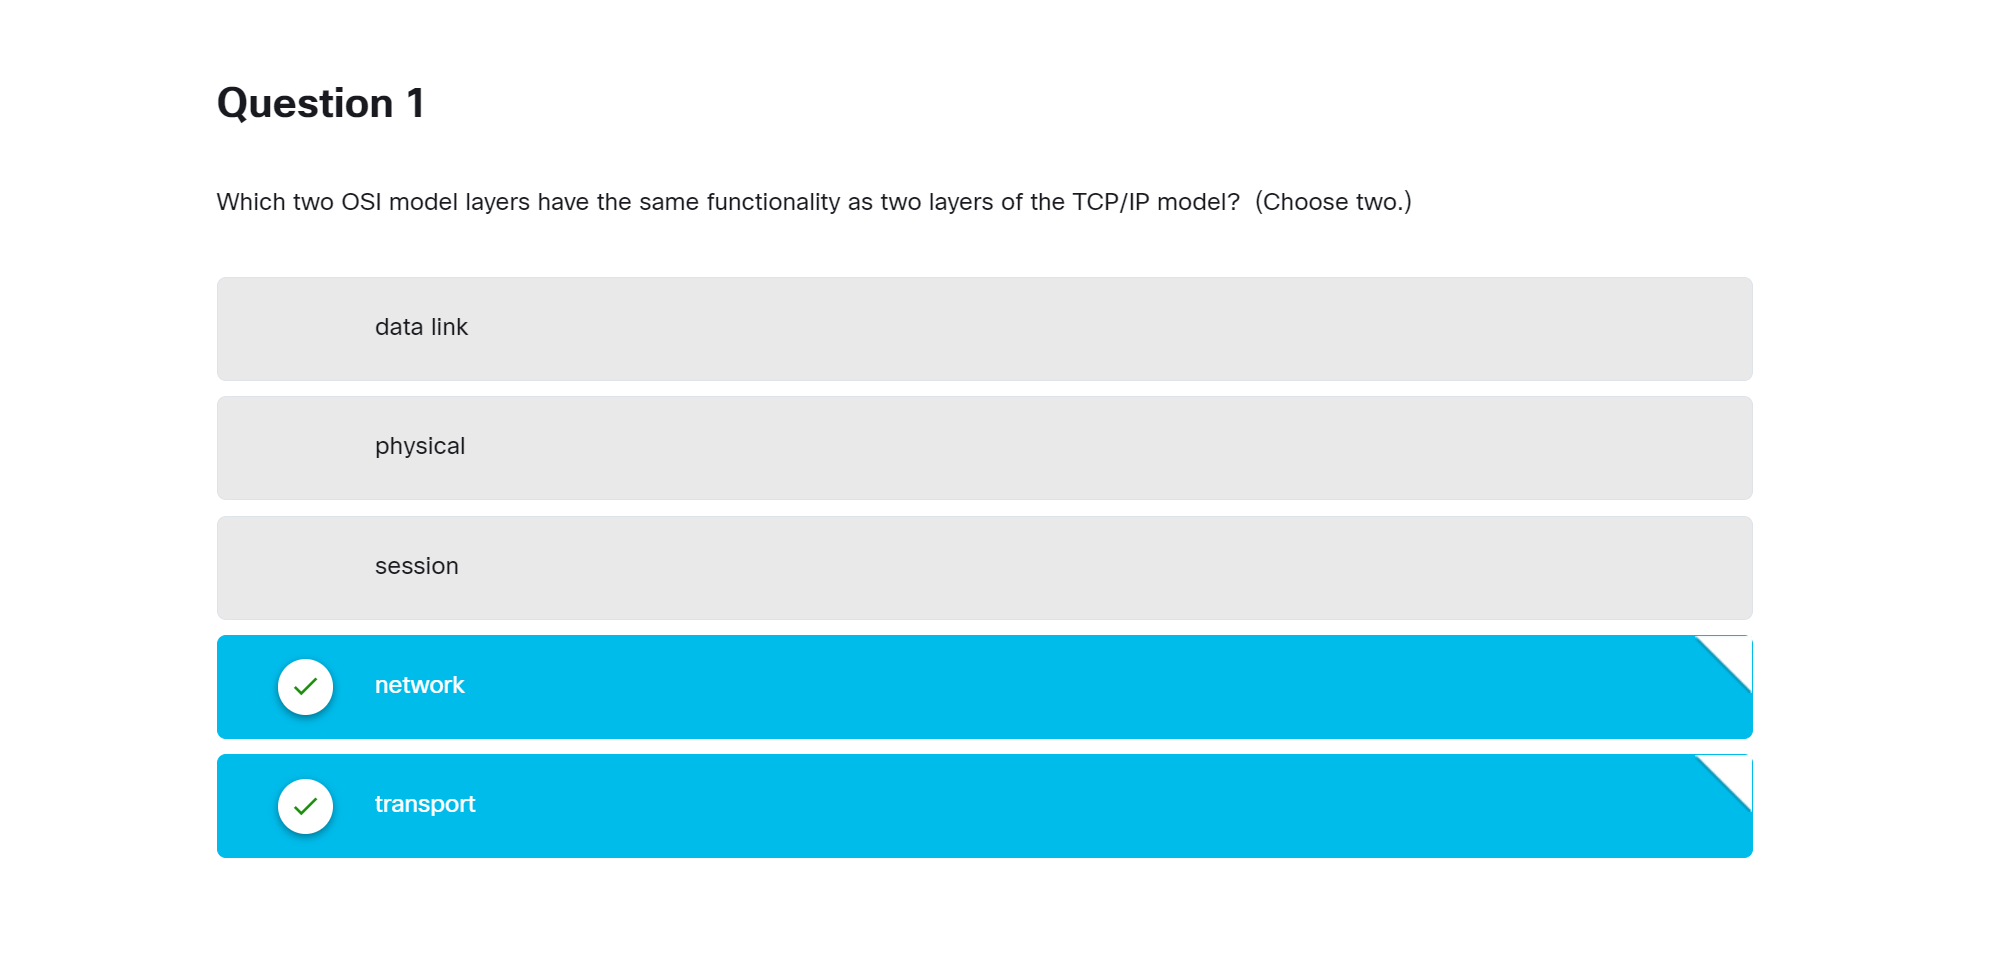 Question 1
Which two OSI model layers have the same functionality as two layers of the TCP/IP model?  (Choose two.)
data link
physical
session
network
transport